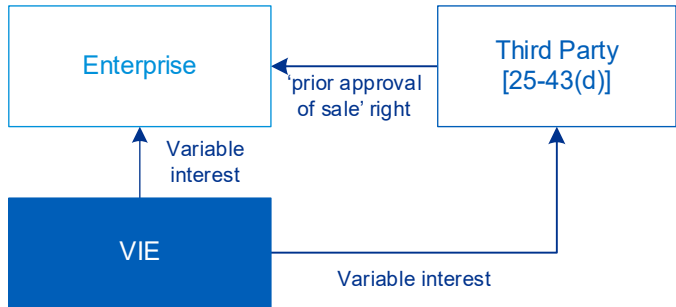 Enterprise
Third Party
[25-43(d)]
‘prior approval
of sale’ right
Variable
interest
VIE
Variable interest